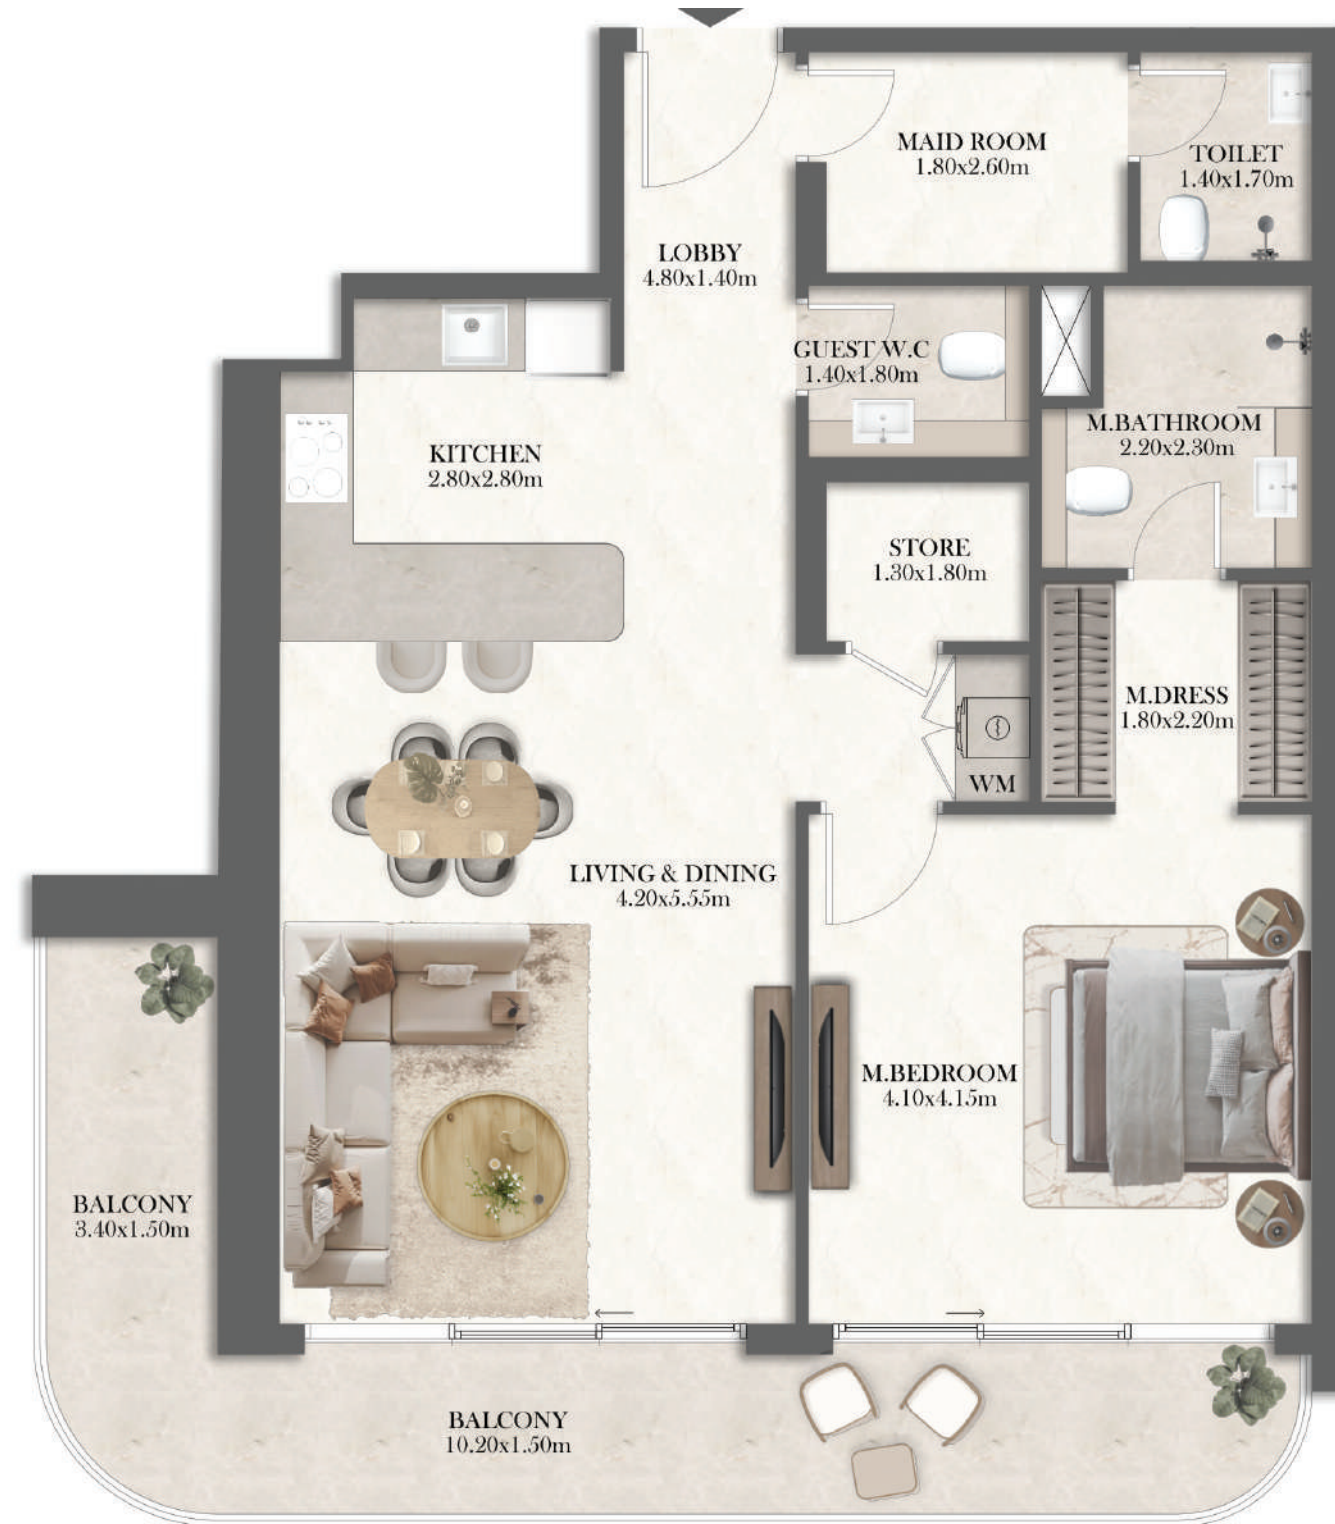 MAID ROOM
1.80x2.60m
TOILET
1.40x1.70m
LOBBY
4.80x1.40m
GUEST W.C
1.40x1.80m
M.BATHROOM
2.20x2.30m
KITCHEN
2.80x2.80m
STORE
1.30x1.80m
M.DRESS
1.80x2.20m
WM
LIVING & DINING
4.20x5.55m
M.BEDROOM
4.10x4.15m
BALCONY
3.40x1.50m
BALCONY
10.20x1.50m